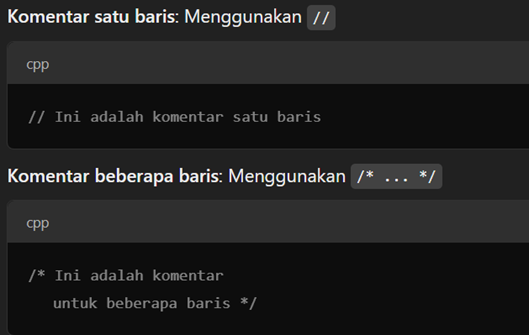 Komentar satu baris: Menggunakan //
cpp
// Ini adalah komentar satu baris
Komentar beberapa baris: Menggunakan /* ... */
cpp
/* Ini adalah komentar
   untuk beberapa baris */